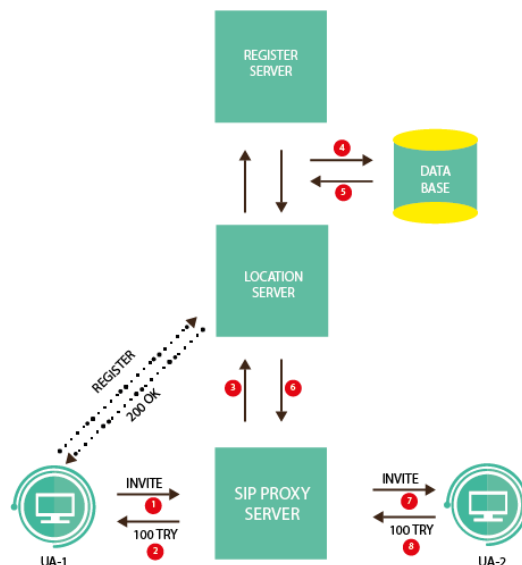 REGISTER
SERVER
4
5
DATA
BASE
LOCATION
SERVER
REGISTER
200 OK
3
6
INVITE
1
100 TRY
2
UA-1
SIP PROXY
SERVER
INVITE
7
100 TRY
8
UA-2